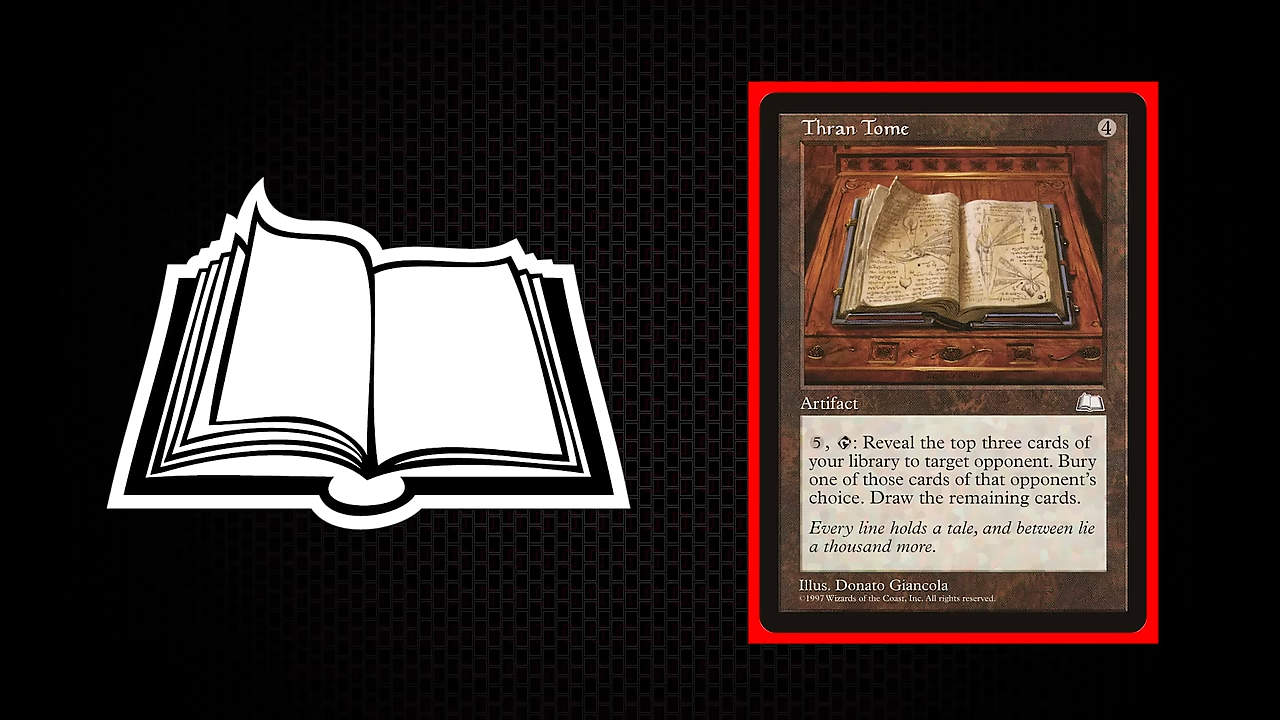 Thran Tome 4
Artifact
5, : Reveal the top three cards of
your library to target opponent. Bury
one of those cards of that opponent's
choice. Draw the remaining cards.
Every line holds a tale, and between lie
a thousand more.
Illus. Donato Giancola
©1997 Wizards of the Coast, Inc. All rights reserved.